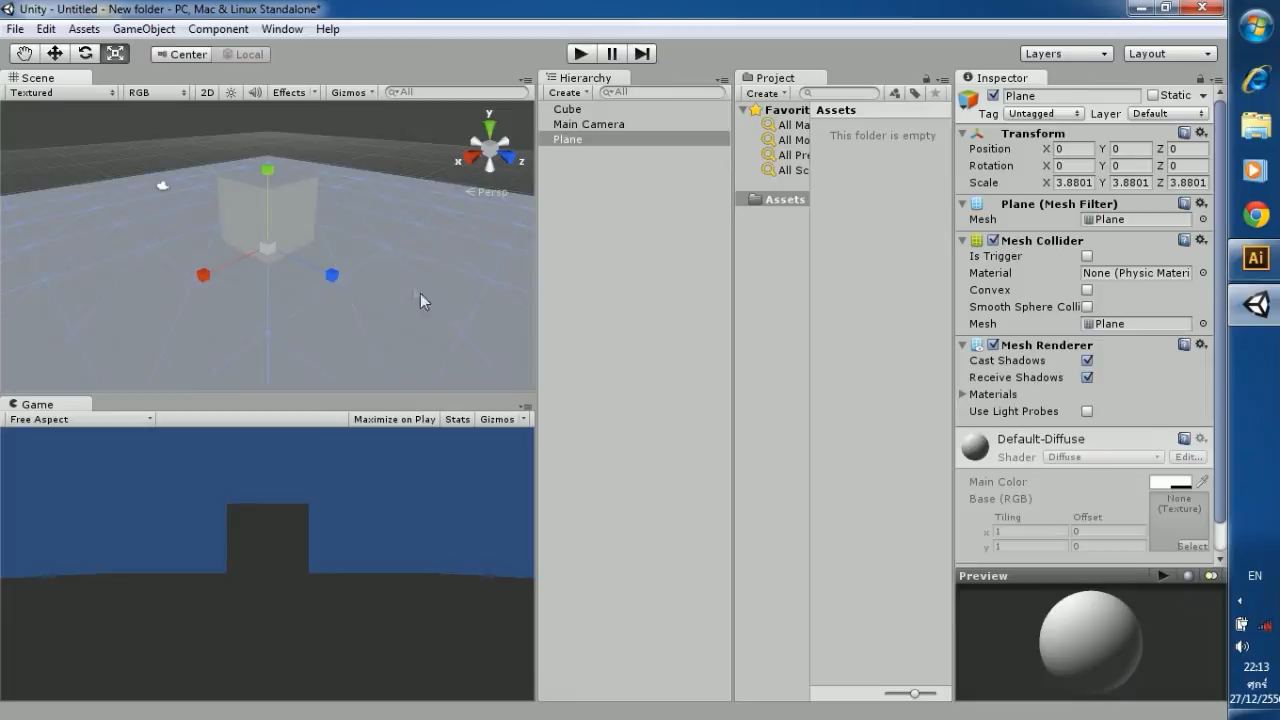 Unity - Untitled - New folder - PC, Mac & Linux Standalone*
File Edit Assets GameObject Component Window Help
Center Local Layers Layout
Scene
Textured RGB 2D Effects Gizmos All
y
x z
Persp
Game
Free Aspect Maximize on Play Stats Gizmos
Hierarchy
Create All
Cube
Main Camera
Plane
Project
Create
Favorit
All Ma
All Mo
All Pre
All Sc
Assets
Assets
This folder is empty
Inspector
Plane Static
Tag Untagged Layer Default
Transform
Position X 0 Y 0 Z 0
Rotation X 0 Y 0 Z 0
Scale X 3.8801 Y 3.8801 Z 3.8801
Plane (Mesh Filter)
Mesh Plane
Mesh Collider
Is Trigger
Material None (Physic Materi
Convex
Smooth Sphere Colli
Mesh Plane
Mesh Renderer
Cast Shadows
Receive Shadows
Materials
Use Light Probes
Default-Diffuse
Shader Diffuse Edit...
Main Color
Base (RGB) None
(Texture)
Tiling Offset
x 1 0
y 1 0
Select
Preview
Ai
EN
22:13
ศุกร์
27/12/255